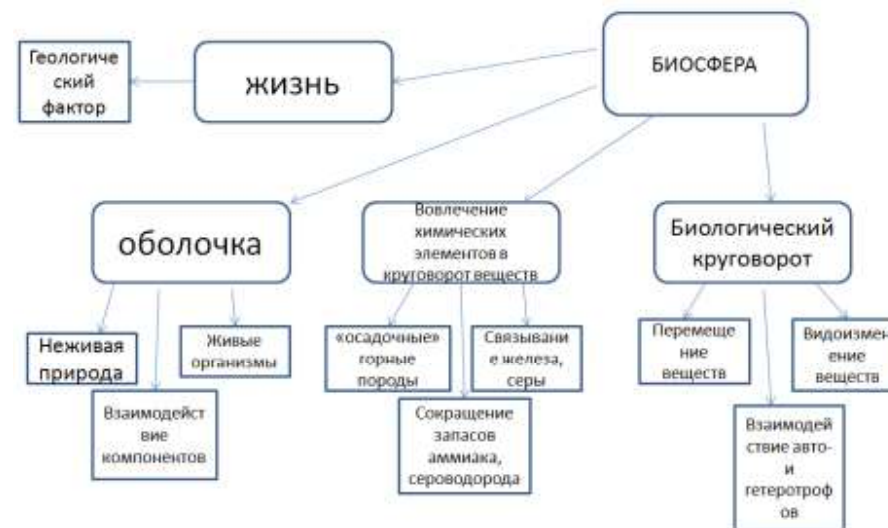 Геологиче
ский
фактор
жизнь
БИОСФЕРА
оболочка
Вовлечение
химических
элементов в
круговорот веществ
Биологический
круговорот
Неживая
природа
Живые
организмы
«осадочные»
горные
породы
Связывани
е железа,
серы
Перемеще
ние
веществ
Видоизмен
ение
веществ
Взаимодейс
твие
компонентов
Сокращение
запасов
аммиака,
сероводорода
Взаимодей
ствие авто-
и
гетеротроф
ов